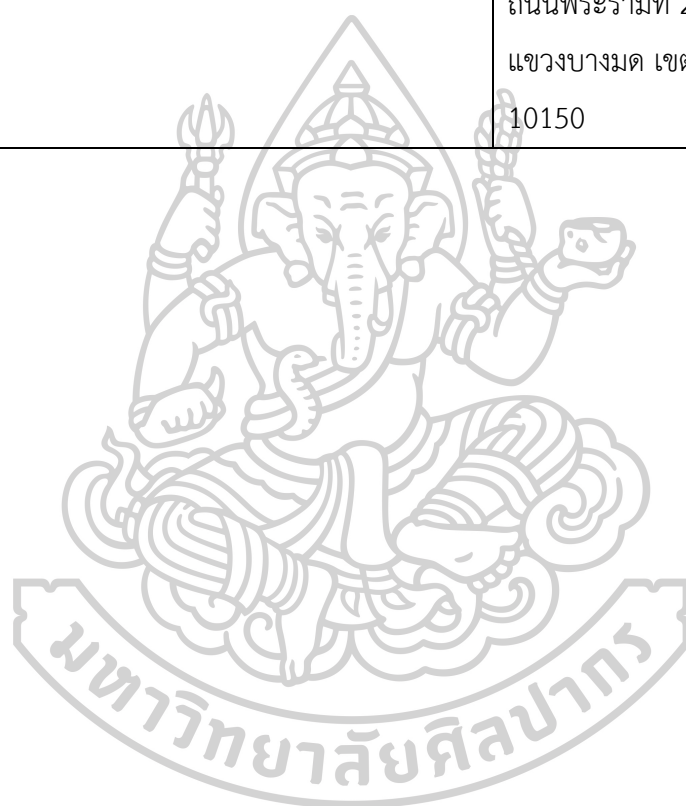 ถนนพระรามที่ 2
แขวงบางมด เขต
10150
มหาวิทยาลัยศิลปากร